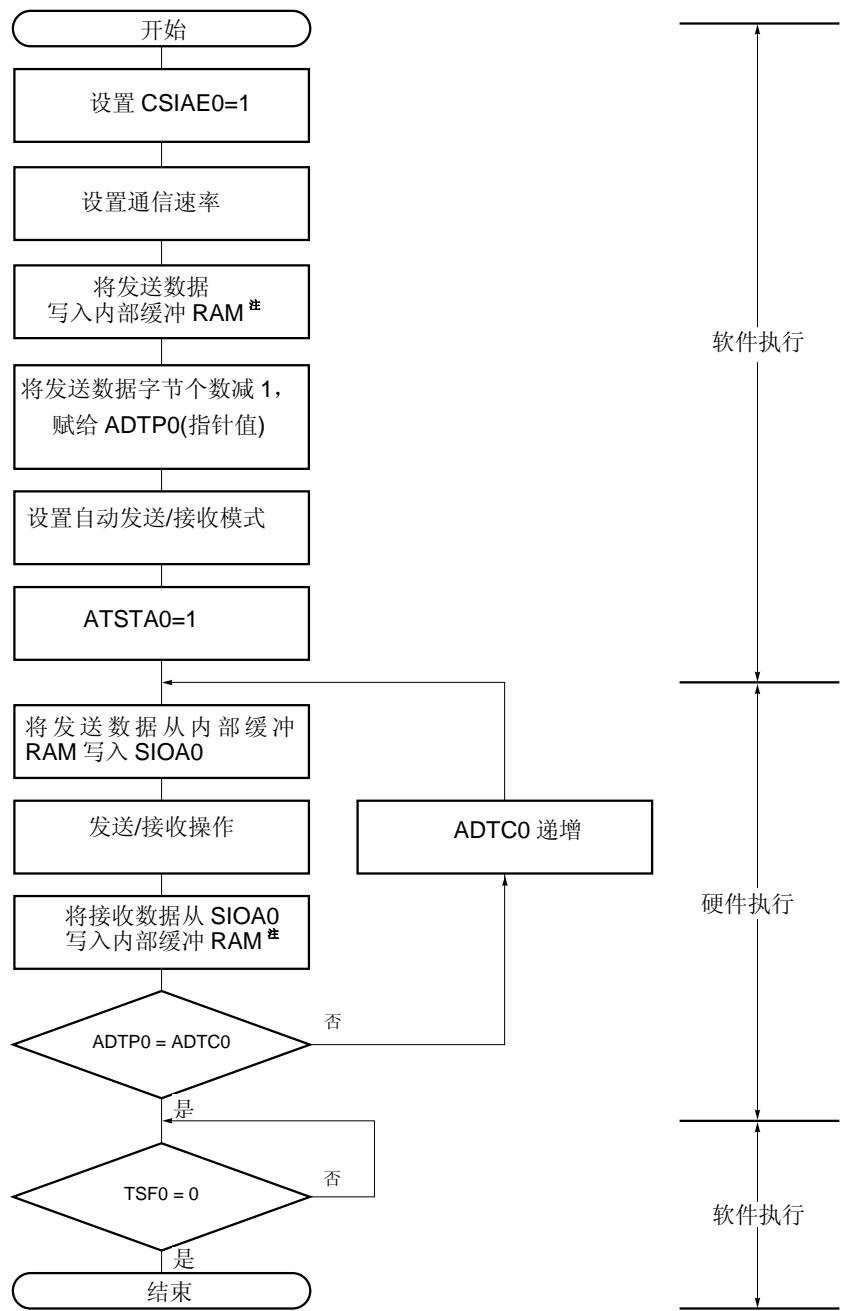 开始
设置 CSIAE0=1
设置通信速率
将发送数据
写入内部缓冲 RAM 注
将发送数据字节个数减 1，
赋给 ADTP0(指针值)
设置自动发送/接收模式
ATSTA0=1
软件执行
将发送数据从内部缓冲
RAM 写入 SIOA0
发送/接收操作
ADTC0 递增
将接收数据从 SIOA0
写入内部缓冲 RAM 注
硬件执行
ADTP0 = ADTC0
否
是
TSF0 = 0
否
是
软件执行
结束